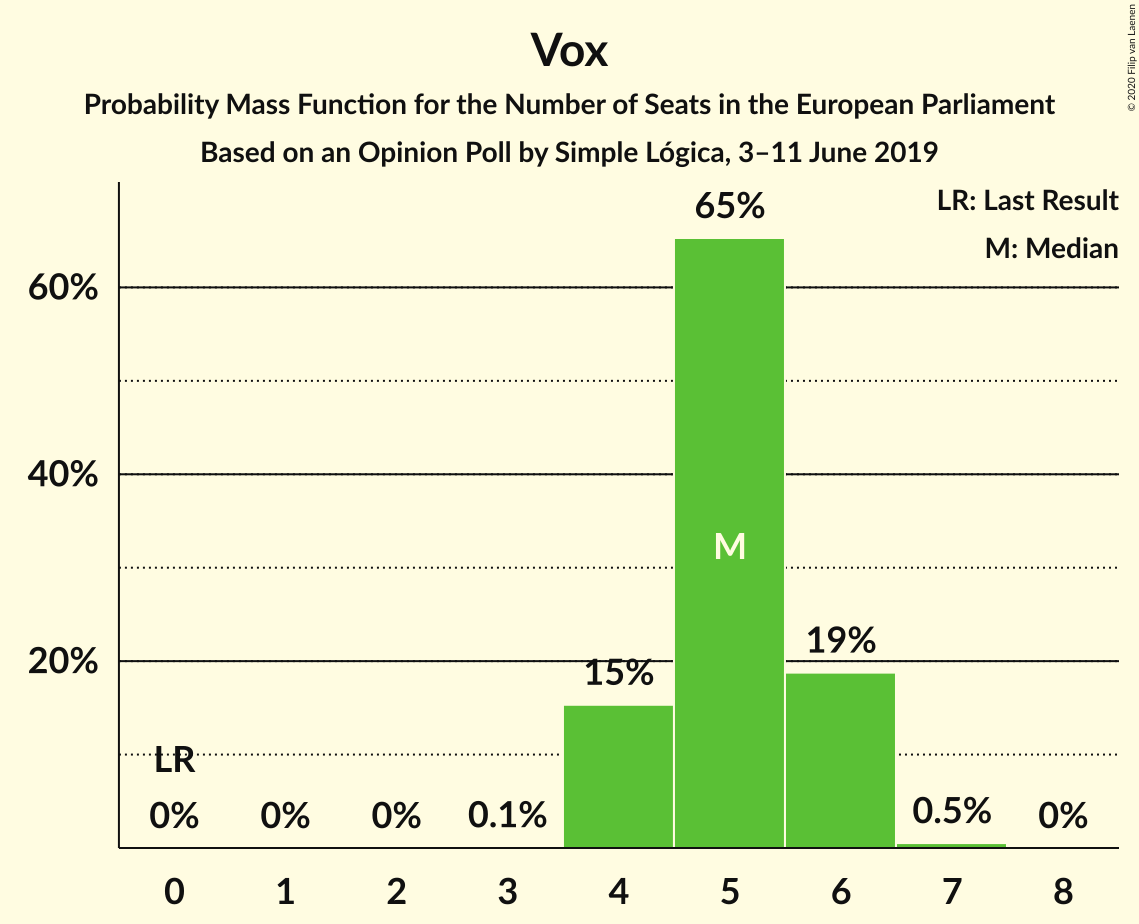 Vox
Probability Mass Function for the Number of Seats in the European Parliament
Based on an Opinion Poll by Simple Lógica, 3–11 June 2019
© 2020 Filip van Laenen
LR: Last Result
M: Median
65%
60%
40%
M
19%
20%
15%
LR
0%
0%
0%
0.1%
0.5%
0%
0 1 2 3 4 5 6 7 8